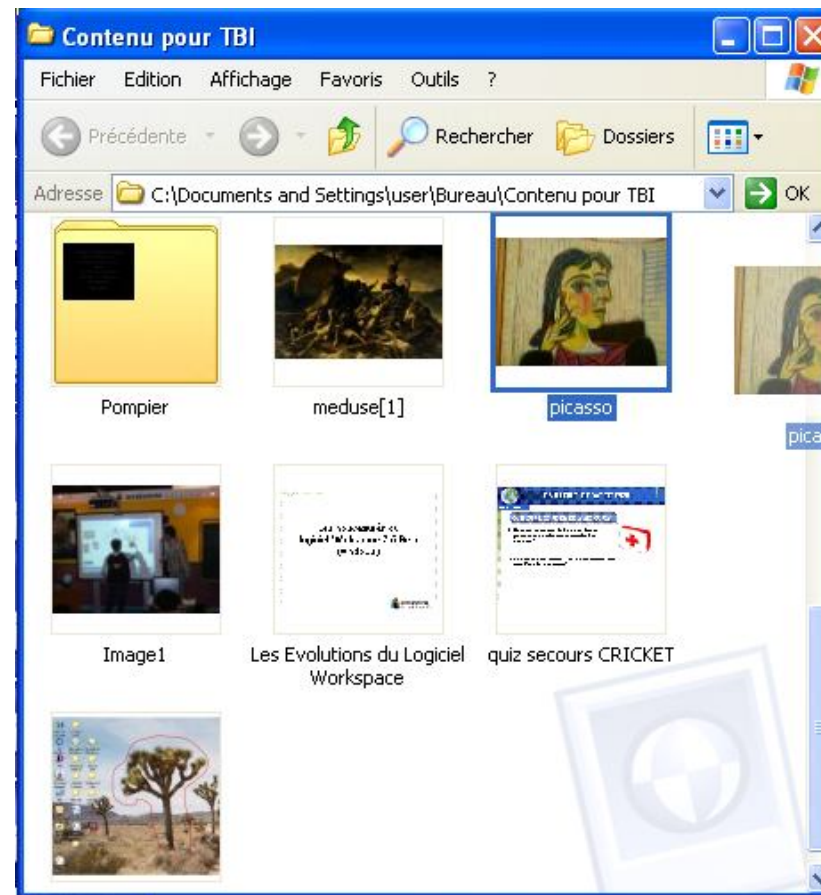 Contenu pour TBI
Fichier Edition Affichage Favoris Outils ?
Précédente Rechercher Dossiers
Adresse C:\Documents and Settings\user\Bureau\Contenu pour TBI OK
Pompier meduse[1] picasso pica
Image1 Les Evolutions du Logiciel quiz secours CRICKET
Workspace